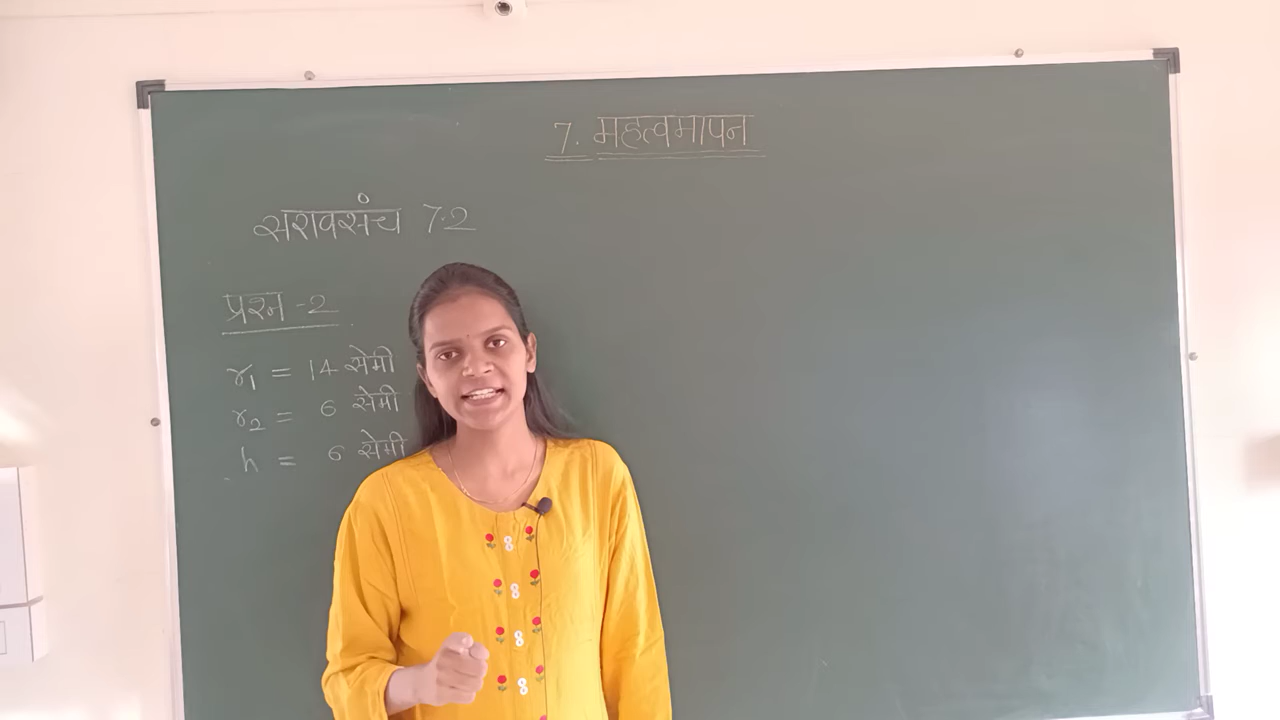 7. महत्वमापन
सरावसंच 7.2
प्रश्न -2
r₁ = 14 सेमी
r₂ = 6 सेमी
h = 6 सेमी